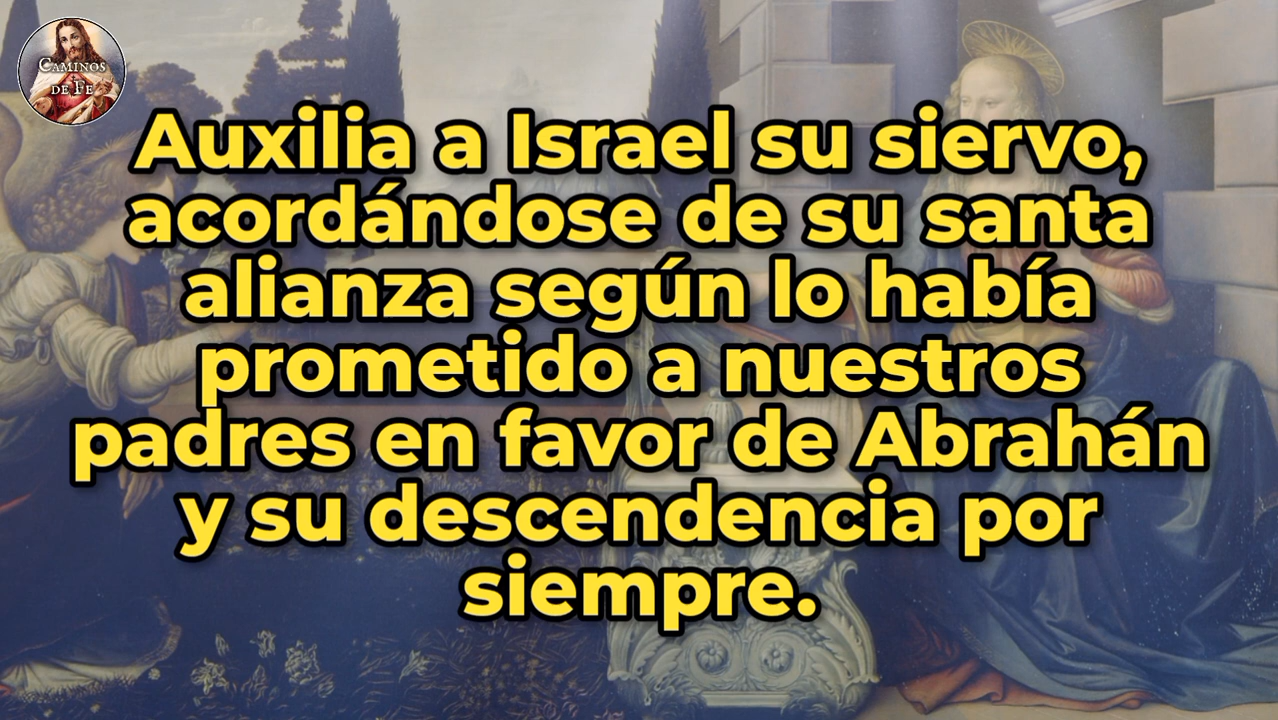 CAMINOS
DE FE
Auxilia a Israel su siervo,
acordándose de su santa
alianza según lo había
prometido a nuestros
padres en favor de Abrahán
y su descendencia por
siempre.